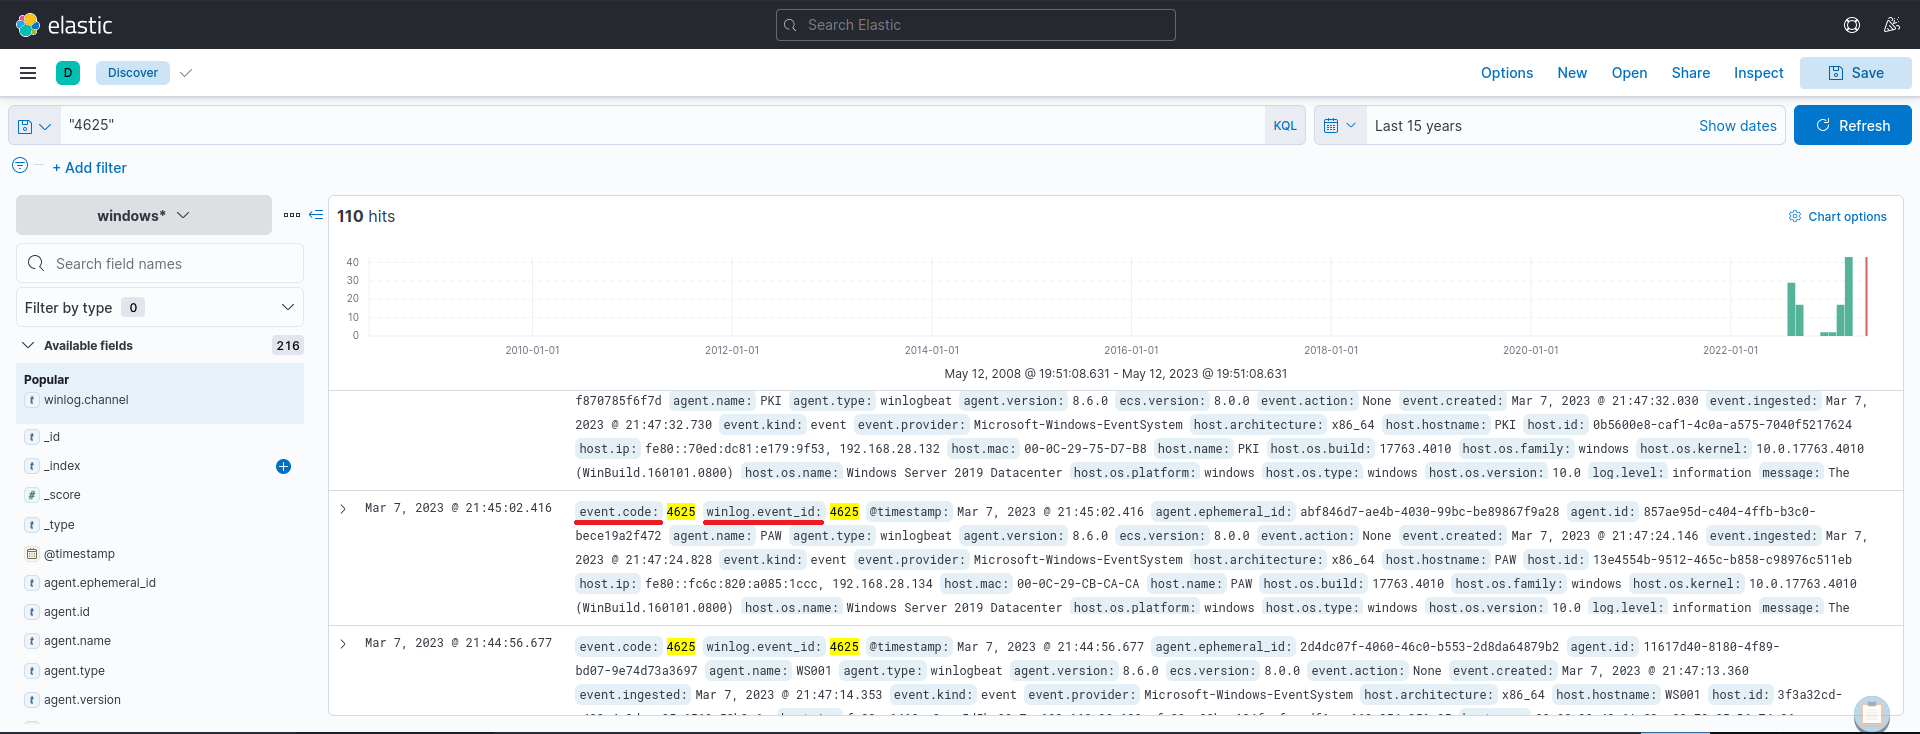 elastic
Search Elastic
D
Discover
Options
New
Open
Share
Inspect
Save
"4625"
KQL
Last 15 years
Show dates
Refresh
+ Add filter
windows*
Search field names
Filter by type 0
Available fields 216
Popular
t winlog.channel
t _id
t _index
# _score
t _type
@timestamp
t agent.ephemeral_id
t agent.id
t agent.name
t agent.type
t agent.version
110 hits
Chart options
40
30
20
10
0
2010-01-01
2012-01-01
2014-01-01
2016-01-01
2018-01-01
2020-01-01
2022-01-01
May 12, 2008 @ 19:51:08.631 - May 12, 2023 @ 19:51:08.631
f870785f6f7d agent.name: PKI agent.type: winlogbeat agent.version: 8.6.0 ecs.version: 8.0.0 event.action: None event.created: Mar 7, 2023 @ 21:47:32.030 event.ingested: Mar 7,
2023 @ 21:47:32.730 event.kind: event event.provider: Microsoft-Windows-EventSystem host.architecture: x86_64 host.hostname: PKI host.id: 0b5600e8-caf1-4c0a-a575-7040f5217624
host.ip: fe80::70ed:dc81:e179:9f53, 192.168.28.132 host.mac: 00-0C-29-75-D7-B8 host.name: PKI host.os.build: 17763.4010 host.os.family: windows host.os.kernel: 10.0.17763.4010
(WinBuild.160101.0800) host.os.name: Windows Server 2019 Datacenter host.os.platform: windows host.os.type: windows host.os.version: 10.0 log.level: information message: The
Mar 7, 2023 @ 21:45:02.416
event.code: 4625 winlog.event_id: 4625 @timestamp: Mar 7, 2023 @ 21:45:02.416 agent.ephemeral_id: abf846d7-ae4b-4030-99bc-be89867f9a28 agent.id: 857ae95d-c404-4ffb-b3c0-
bece19a2f472 agent.name: PAW agent.type: winlogbeat agent.version: 8.6.0 ecs.version: 8.0.0 event.action: None event.created: Mar 7, 2023 @ 21:47:24.146 event.ingested: Mar 7,
2023 @ 21:47:24.828 event.kind: event event.provider: Microsoft-Windows-EventSystem host.architecture: x86_64 host.hostname: PAW host.id: 13e4554b-9512-465c-b858-c98976c511eb
host.ip: fe80::fc6c:820:a085:1ccc, 192.168.28.134 host.mac: 00-0C-29-CB-CA-CA host.name: PAW host.os.build: 17763.4010 host.os.family: windows host.os.kernel: 10.0.17763.4010
(WinBuild.160101.0800) host.os.name: Windows Server 2019 Datacenter host.os.platform: windows host.os.type: windows host.os.version: 10.0 log.level: information message: The
Mar 7, 2023 @ 21:44:56.677
event.code: 4625 winlog.event_id: 4625 @timestamp: Mar 7, 2023 @ 21:44:56.677 agent.ephemeral_id: 2d4dc07f-4060-46c0-b553-2d8da64879b2 agent.id: 11617d40-8180-4f89-
bd07-9e74d73a3697 agent.name: WS001 agent.type: winlogbeat agent.version: 8.6.0 ecs.version: 8.0.0 event.action: None event.created: Mar 7, 2023 @ 21:47:13.360
event.ingested: Mar 7, 2023 @ 21:47:14.353 event.kind: event event.provider: Microsoft-Windows-EventSystem host.architecture: x86_64 host.hostname: WS001 host.id: 3f3a32cd-